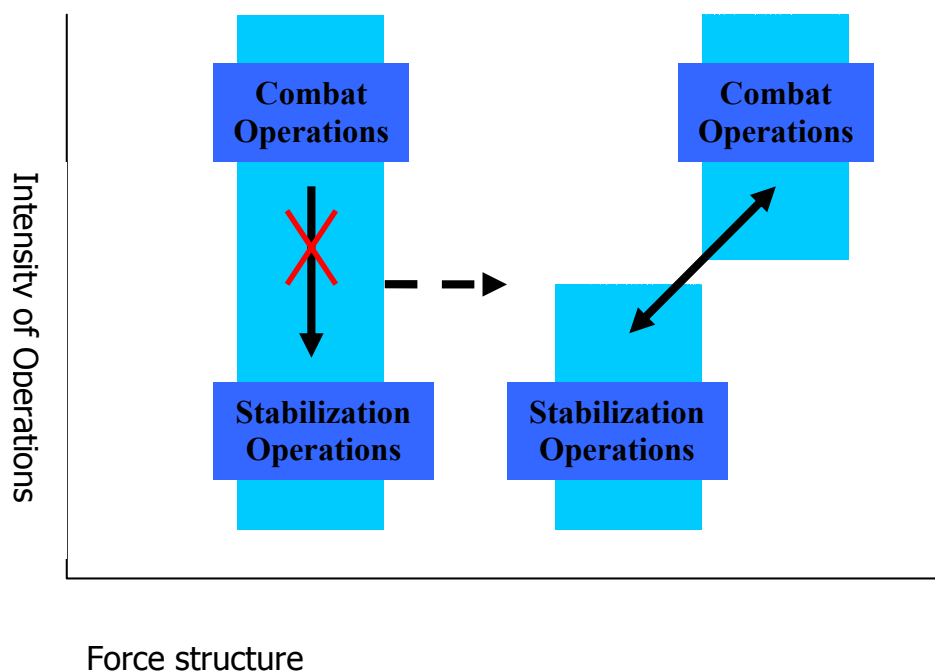 Combat
Operations
Combat
Operations
Intensity of Operations
Stabilization
Operations
Stabilization
Operations
Force structure